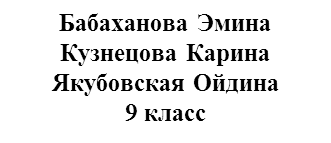 Бабаханова Эмина
Кузнецова Карина
Якубовская Ойдина
9 класс